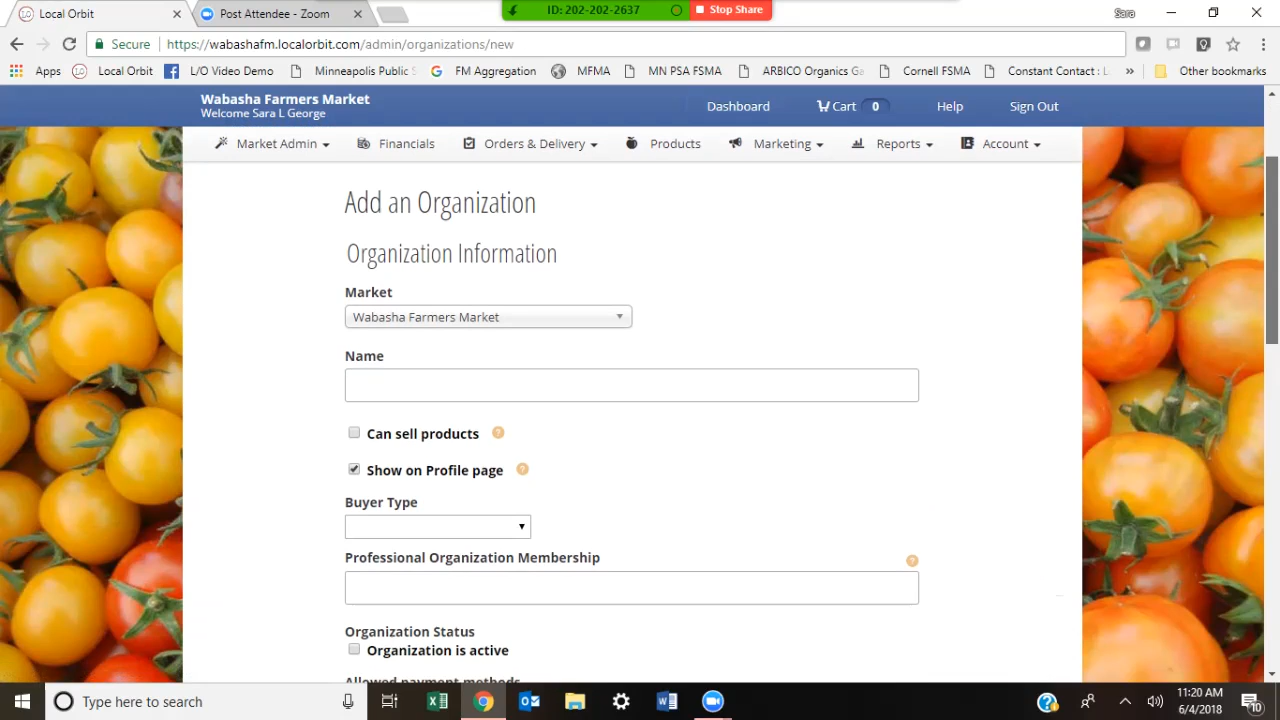 Local Orbit
Post Attendee - Zoom
ID: 202-202-2637
Stop Share
Sara
Secure
https://wabashafm.localorbit.com/admin/organizations/new
Apps
Local Orbit
L/O Video Demo
Minneapolis Public
FM Aggregation
MFMA
MN PSA FSMA
ARBICO Organics
Cornell FSMA
Constant Contact :
»
Other bookmarks
Wabasha Farmers Market
Welcome Sara L George
Dashboard
Cart 0
Help
Sign Out
Market Admin
Financials
Orders & Delivery
Products
Marketing
Reports
Account
Add an Organization
Organization Information
Market
Wabasha Farmers Market
Name
Can sell products ?
Show on Profile page ?
Buyer Type
Professional Organization Membership ?
Organization Status
Organization is active
Allowed payment methods
Type here to search
11:20 AM
6/4/2018
10